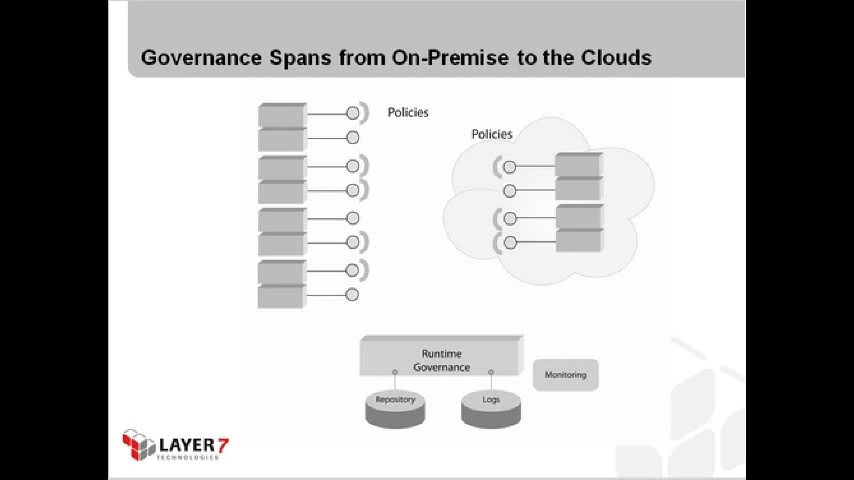 Governance Spans from On-Premise to the Clouds
Policies
Policies
Runtime
Governance
Monitoring
Repository
Logs
LAYER 7
TECHNOLOGIES